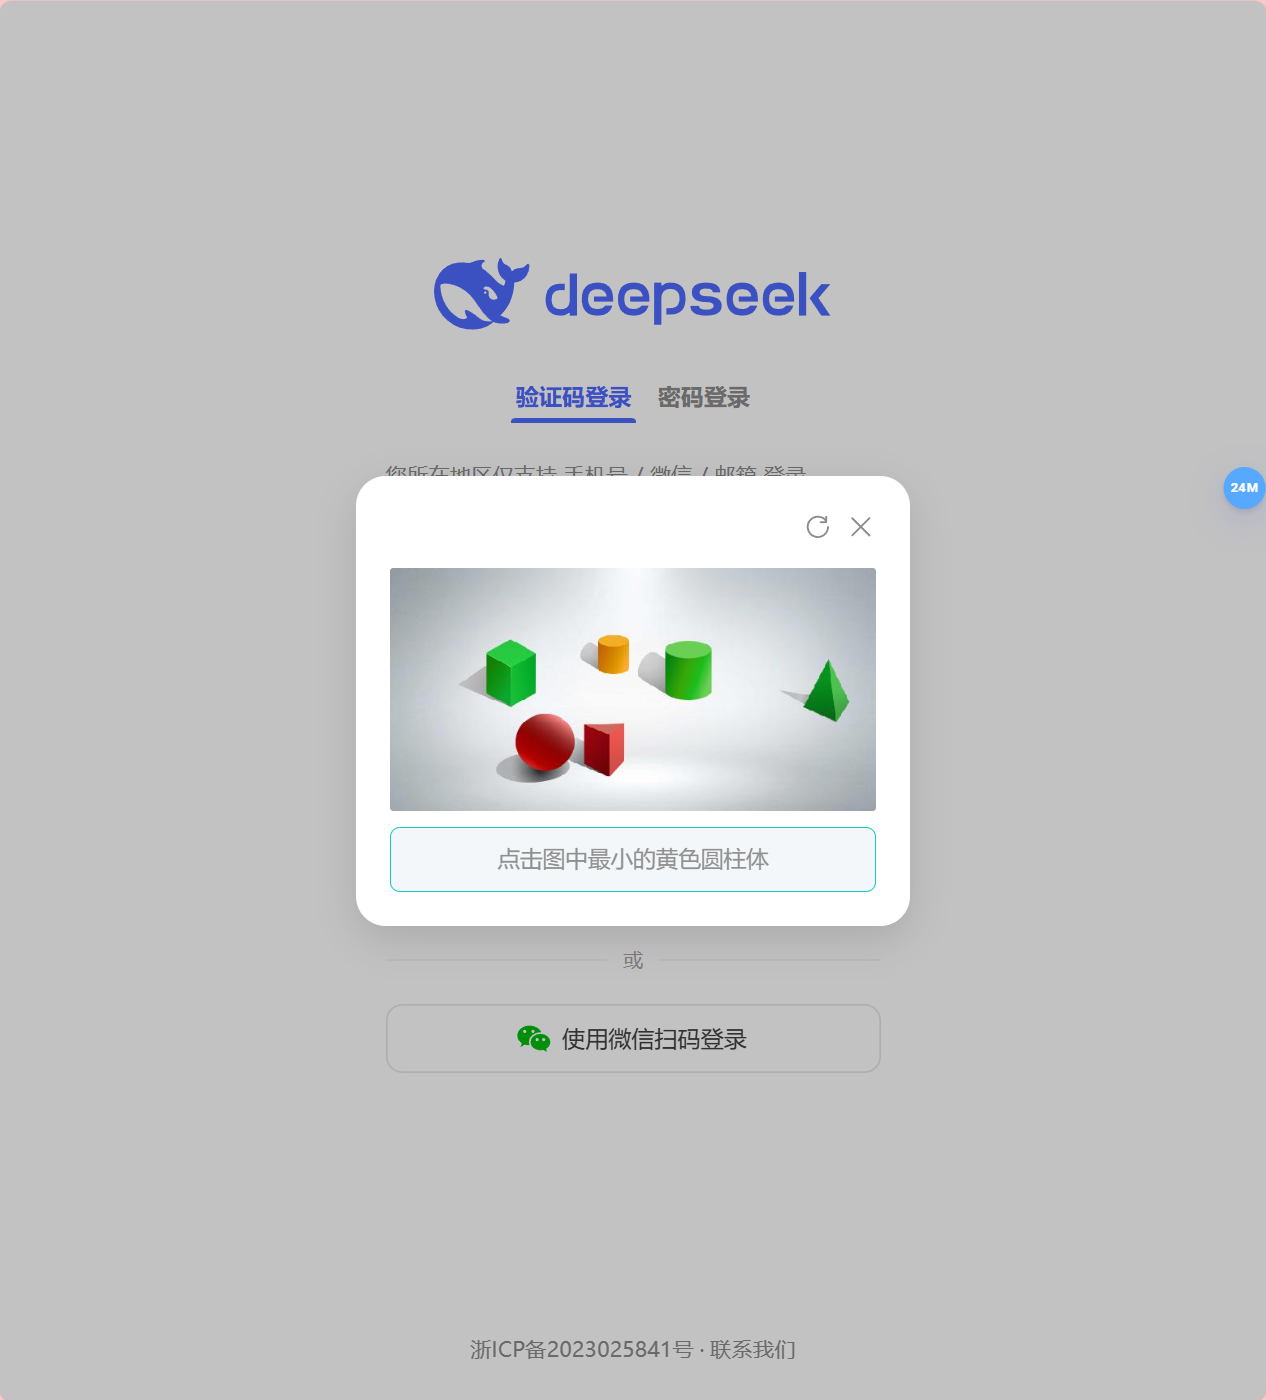 deepseek
验证码登录 密码登录
您所在地区仅支持 手机号 / 微信 / 邮箱 登录
24M
点击图中最小的黄色圆柱体
或
使用微信扫码登录
浙ICP备2023025841号 · 联系我们